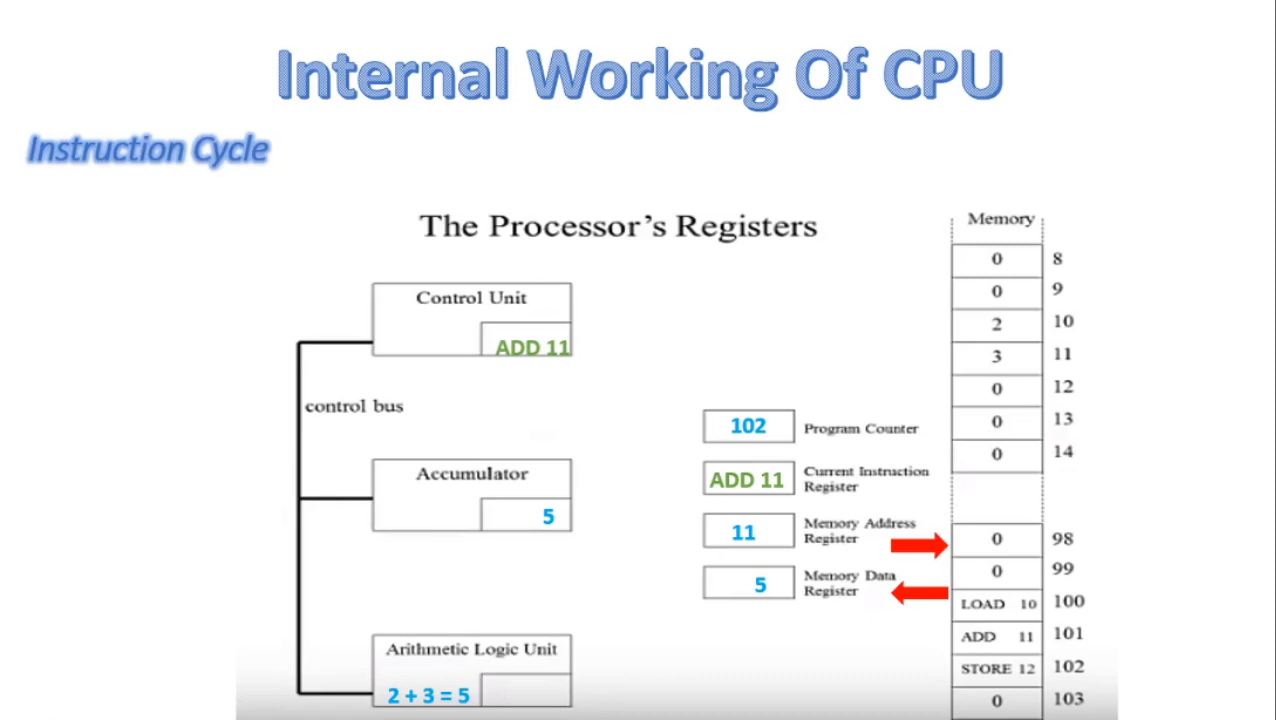 Internal Working Of CPU
Instruction Cycle
The Processor's Registers
Memory
Control Unit
ADD 11
control bus
Accumulator
5
Arithmetic Logic Unit
2 + 3 = 5
102 Program Counter
ADD 11 Current Instruction
Register
11 Memory Address
Register
5 Memory Data
Register
0 8
0 9
2 10
3 11
0 12
0 13
0 14
0 98
0 99
LOAD 10 100
ADD 11 101
STORE 12 102
0 103